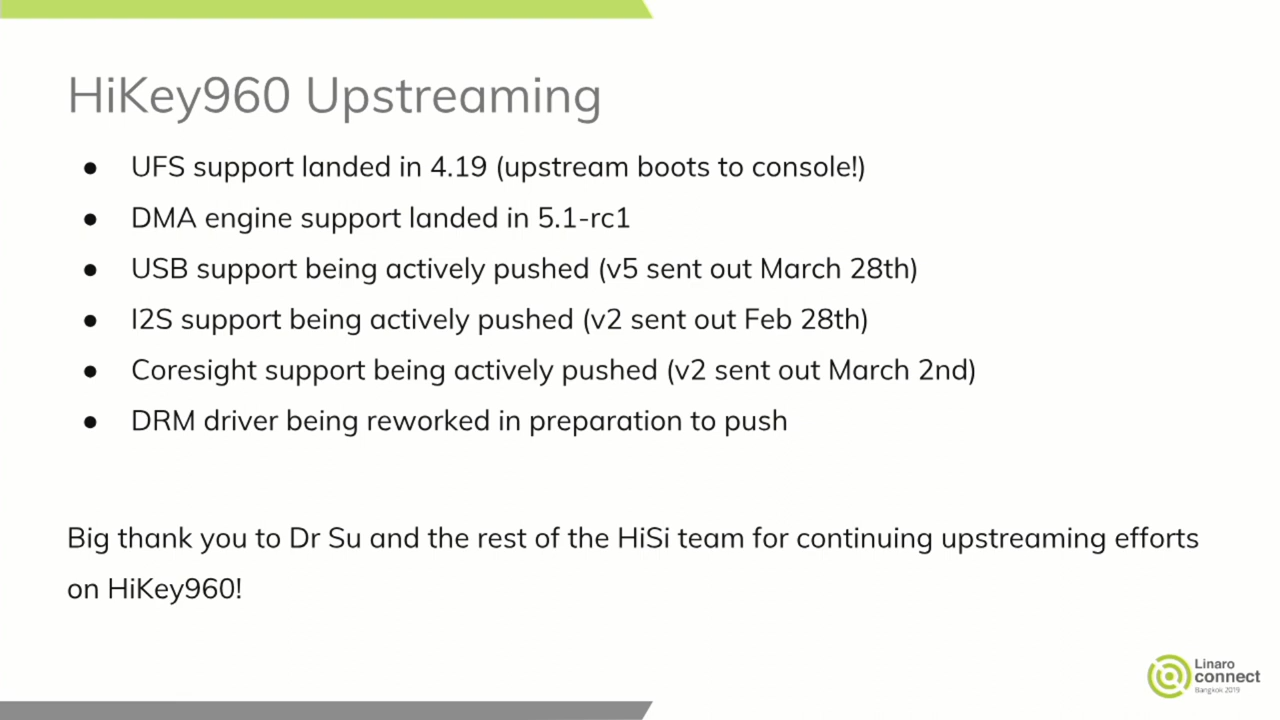 HiKey960 Upstreaming
● UFS support landed in 4.19 (upstream boots to console!)
● DMA engine support landed in 5.1-rc1
● USB support being actively pushed (v5 sent out March 28th)
● I2S support being actively pushed (v2 sent out Feb 28th)
● Coresight support being actively pushed (v2 sent out March 2nd)
● DRM driver being reworked in preparation to push
Big thank you to Dr Su and the rest of the HiSi team for continuing upstreaming efforts
on HiKey960!
Linaro
connect
Bangkok 2019